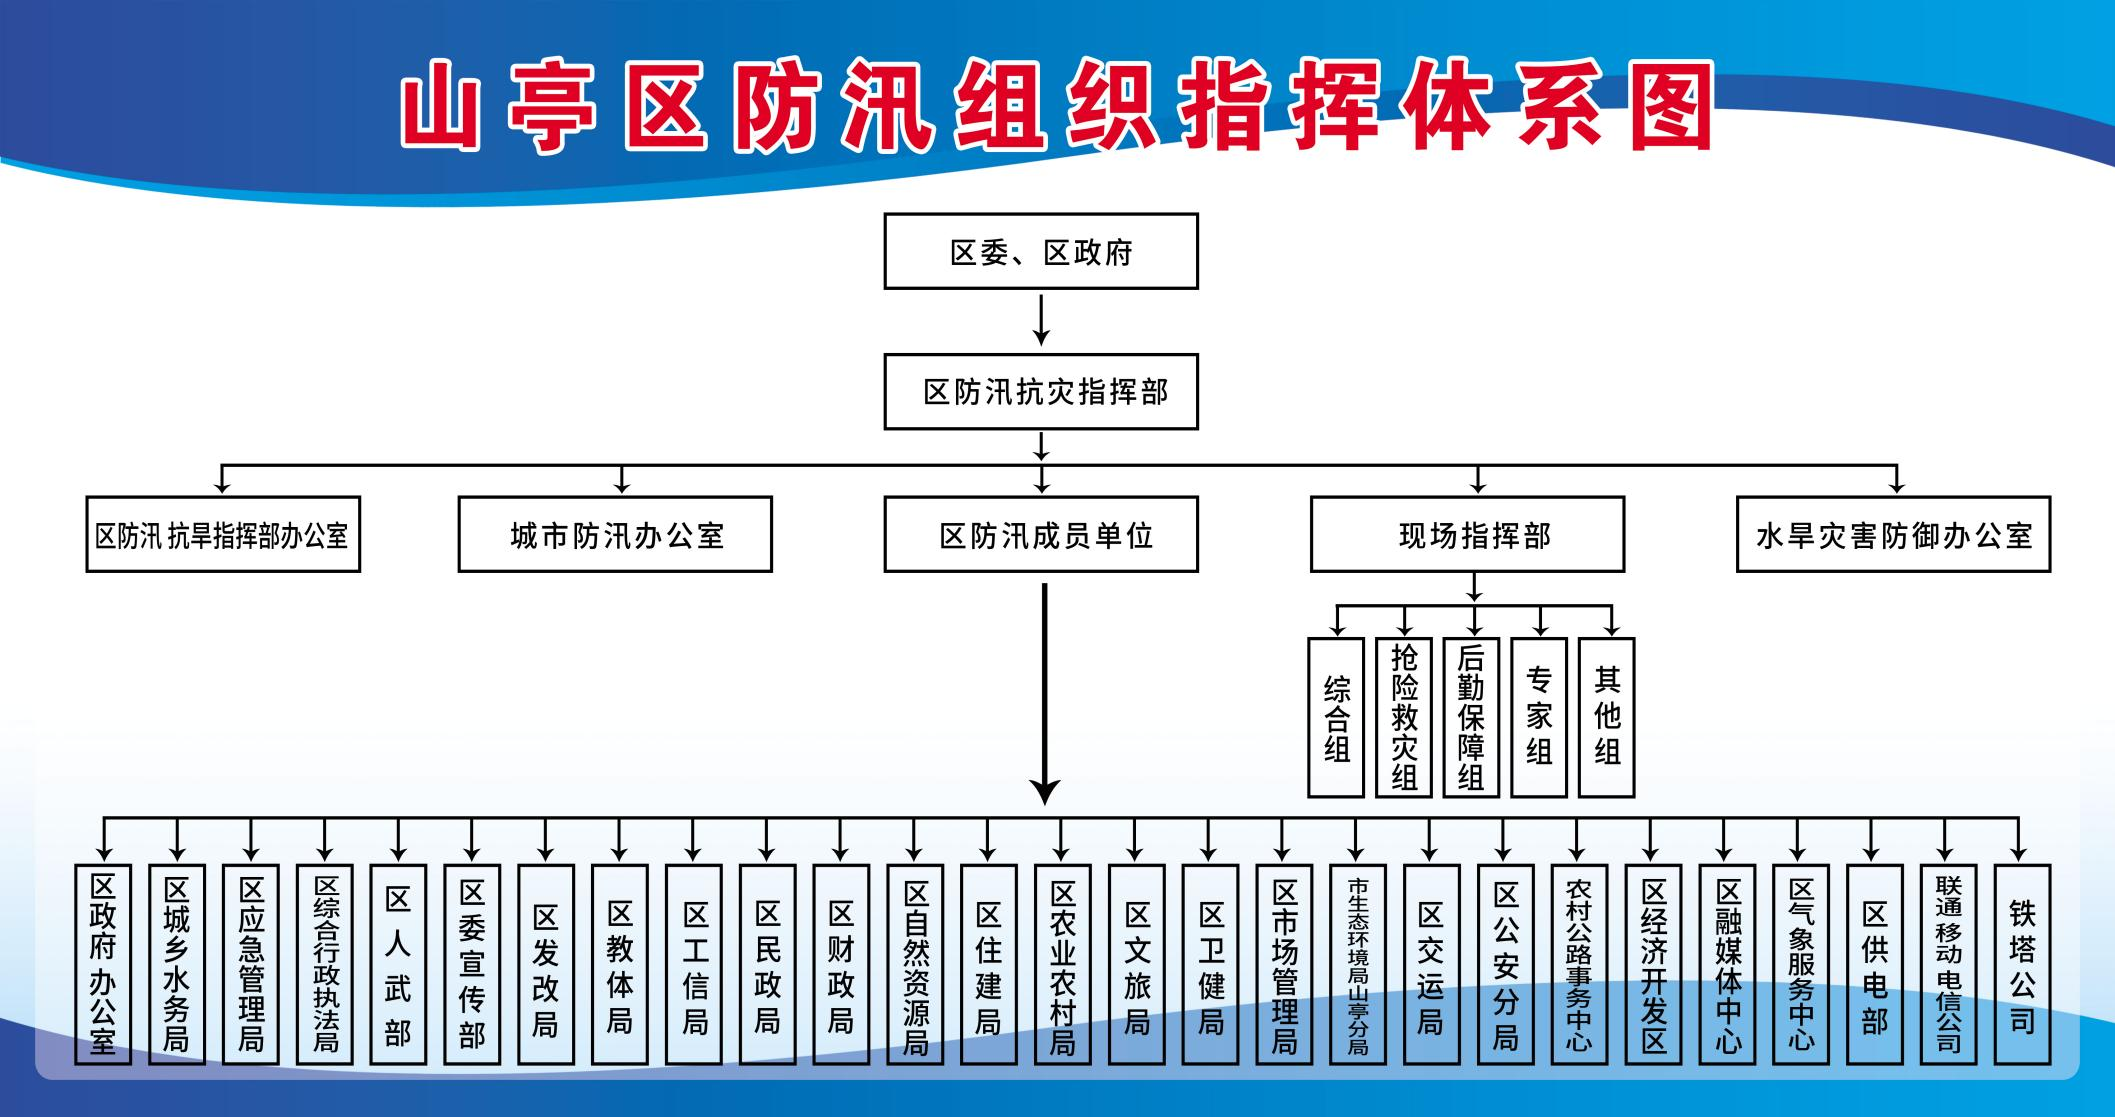 山亭区防汛组织指挥体系图
区委、区政府
区防汛抗灾指挥部
区防汛 抗旱指挥部办公室
城市防汛办公室
区防汛成员单位
现场指挥部
水旱灾害防御办公室
综合组
抢险救灾组
后勤保障组
专家组
其他组
区政府办公室
区城乡水务局
区应急管理局
区综合行政执法局
区人武部
区委宣传部
区发改局
区教体局
区工信局
区民政局
区财政局
区自然资源局
区住建局
区农业农村局
区文旅局
区卫健局
区市场管理局
市生态环境局山亭分局
区交运局
区公安分局
农村公路事务中心
区经济开发区
区融媒体中心
区气象服务中心
区供电部
联通移动电信公司
铁塔公司